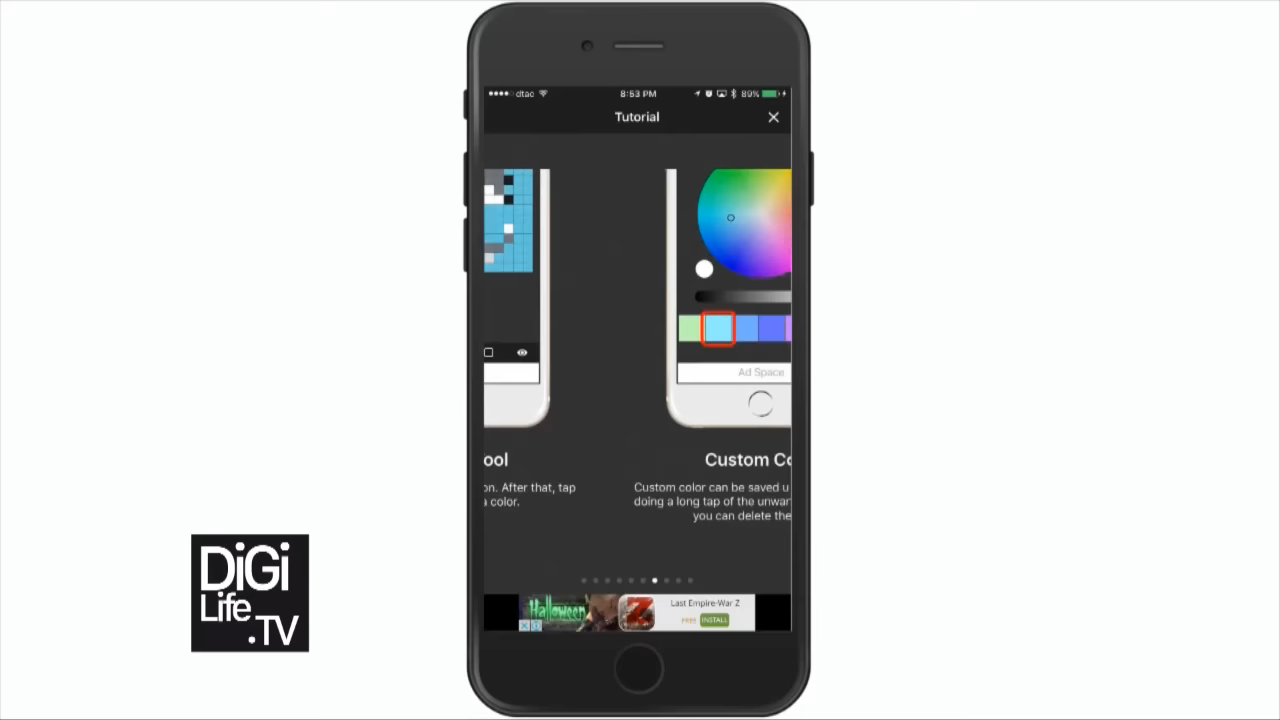 dtac 8:53 PM 89%
Tutorial
Ad Space
ool
Custom Co
on. After that, tap
a color.
Custom color can be saved u
doing a long tap of the unwan
you can delete the
Halloween
Z
Last Empire-War Z
FREE INSTALL
DiGi
Life
.TV